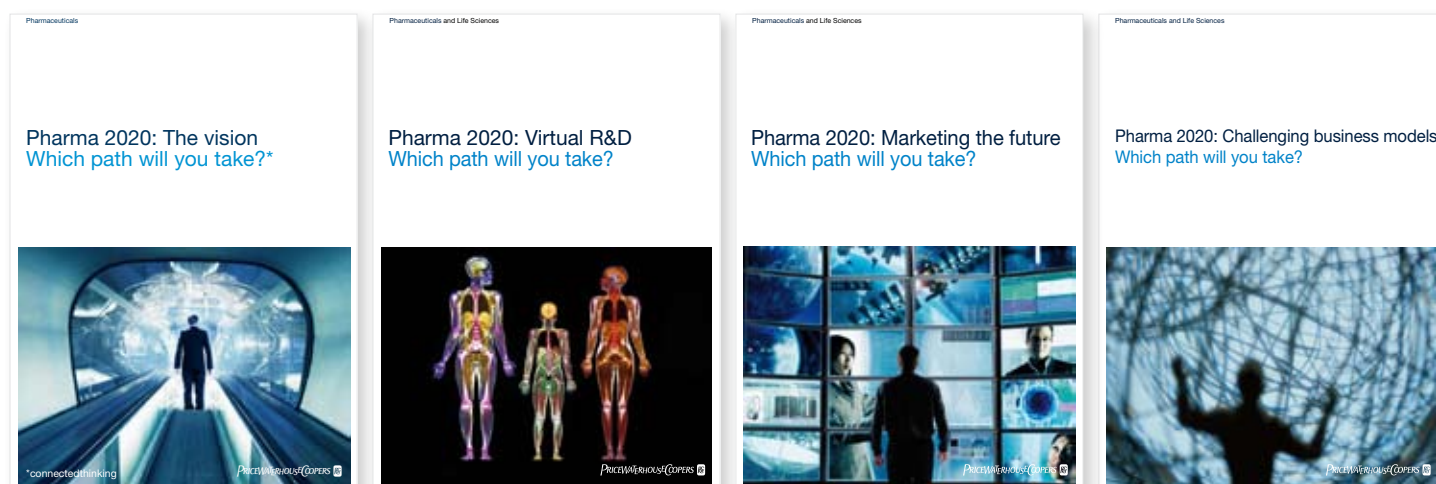 Pharmaceuticals
Pharma 2020: The vision
Which path will you take?*
*connectedthinking
PRICEWATERHOUSECOOPERS
Pharmaceuticals and Life Sciences
Pharma 2020: Virtual R&D
Which path will you take?
PRICEWATERHOUSECOOPERS
Pharmaceuticals and Life Sciences
Pharma 2020: Marketing the future
Which path will you take?
PRICEWATERHOUSECOOPERS
Pharmaceuticals and Life Sciences
Pharma 2020: Challenging business models
Which path will you take?
PRICEWATERHOUSECOOPERS